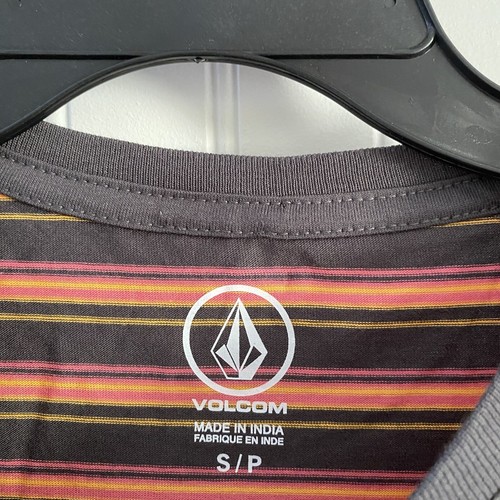 VOLCOM
MADE IN INDIA
FABRIQUE EN INDE
S/P